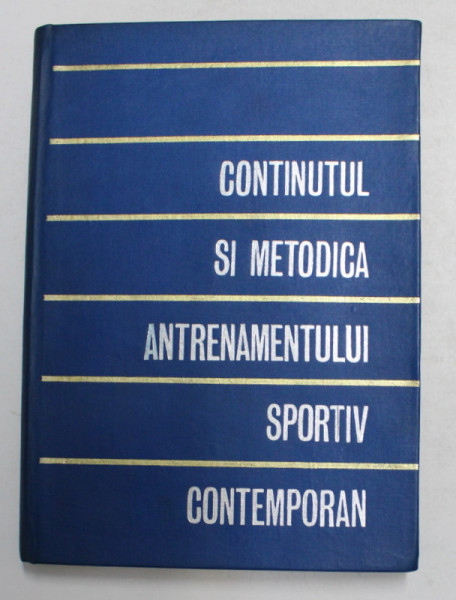 CONTINUTUL
SI METODICA
ANTRENAMENTULUI
SPORTIV
CONTEMPORAN